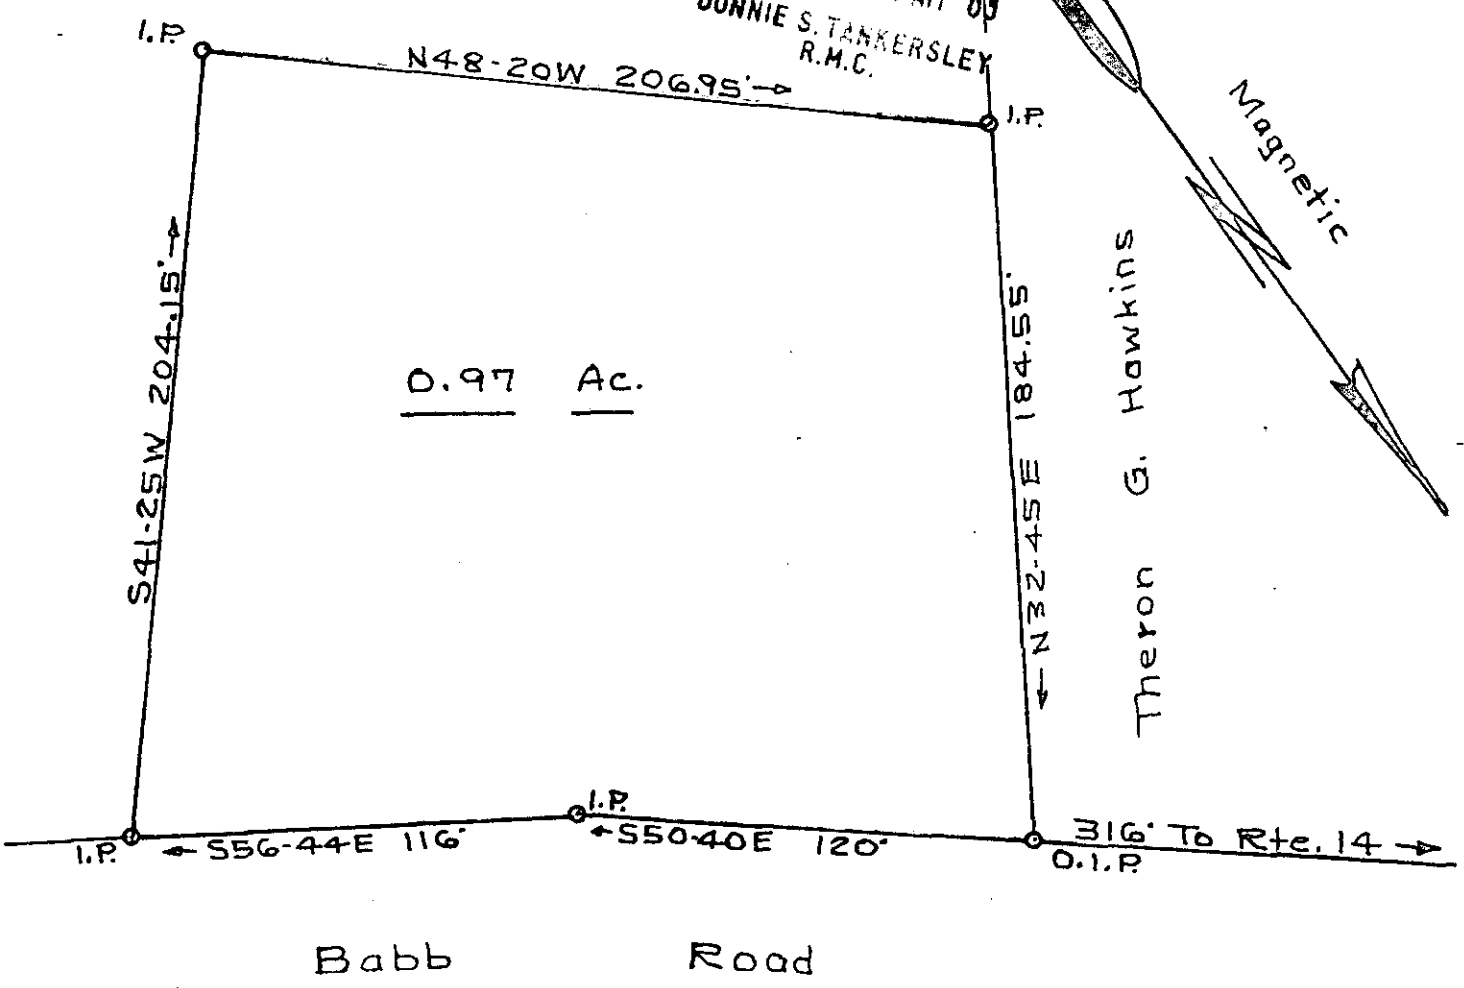 DONNIE S. TANKERSLEY
R.M.C.
I.P.
N48-20W 206.95'
I.P.
Magnetic
S41-25W 204.15'
0.97 Ac.
N32-45E 184.55'
Theron G. Hawkins
I.P.
I.P.
S56-44E 116'
S50-40E 120'
316' To Rte. 14
O.I.P.
Babb Road